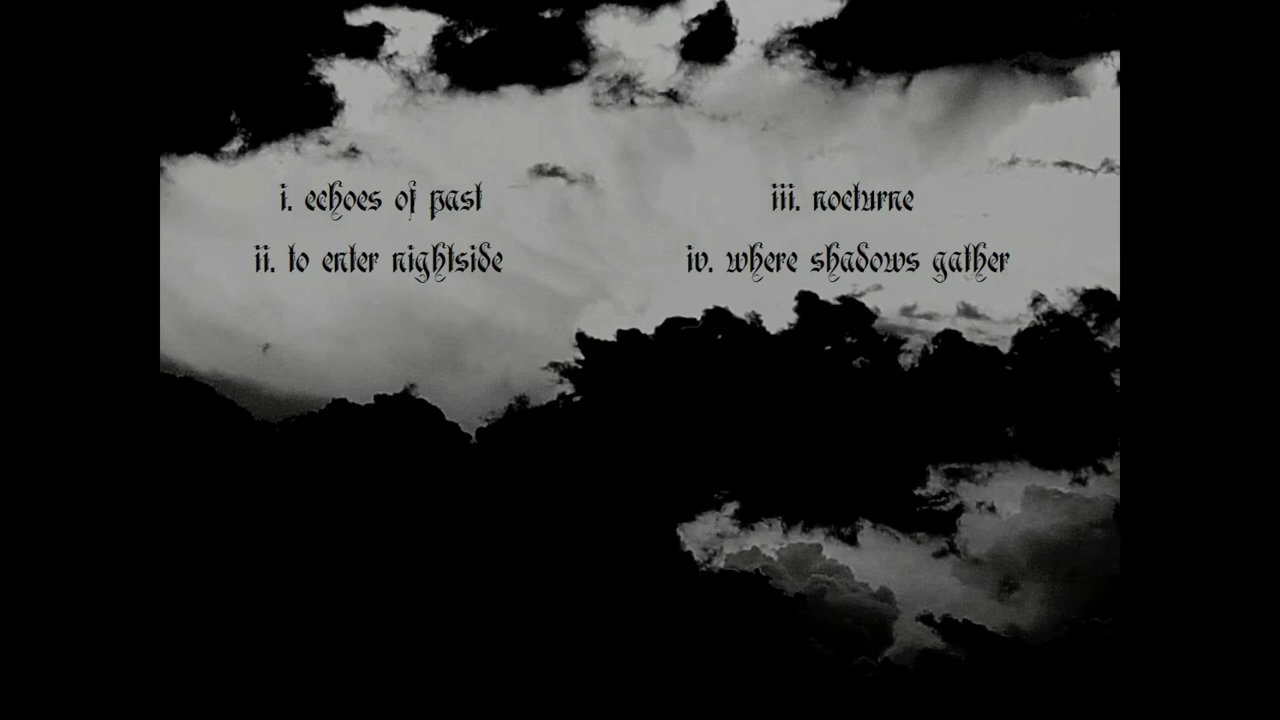 i. echoes of past
ii. to enter nightside
iii. nocturne
iv. where shadows gather